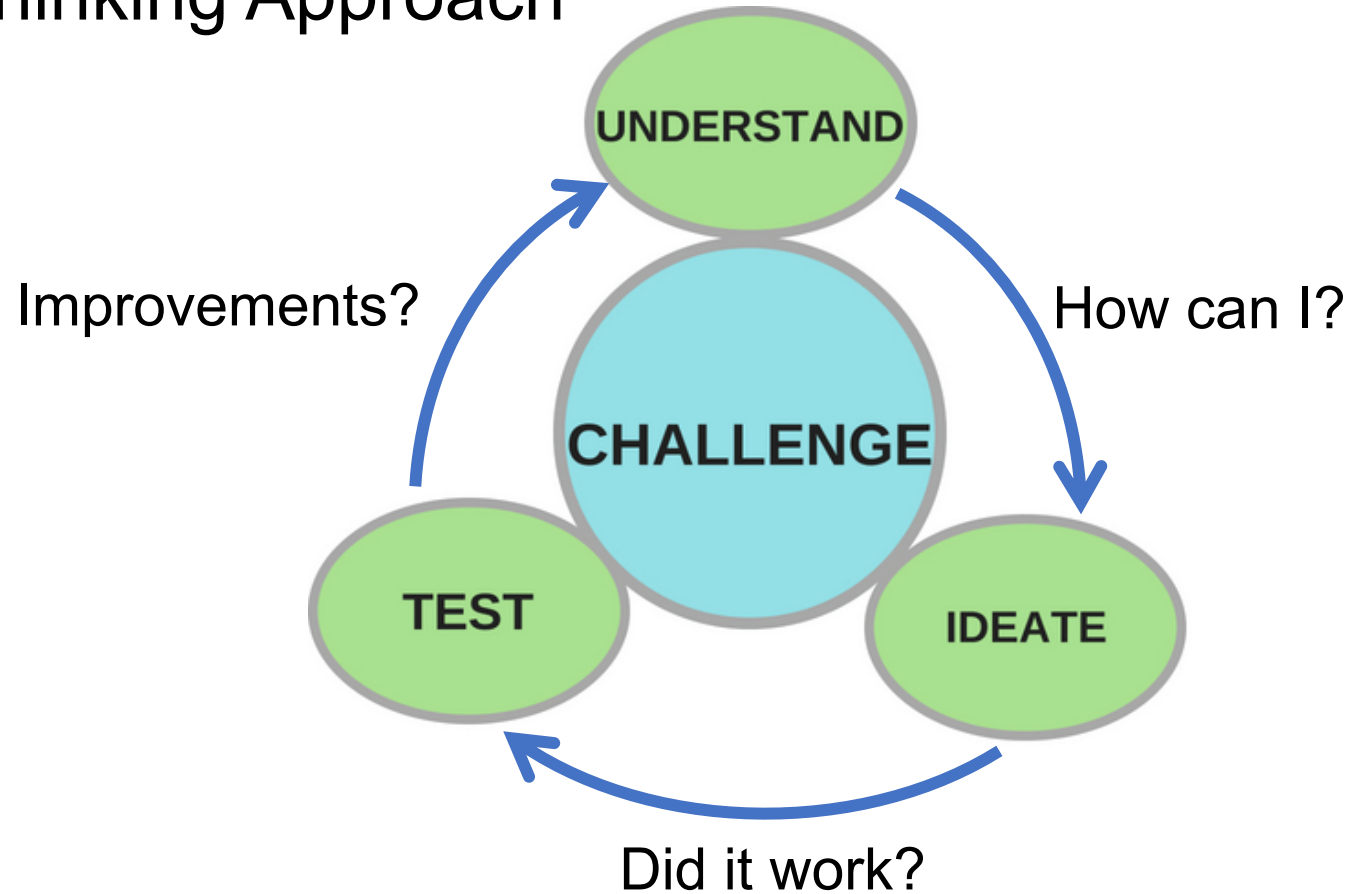 hinking Approach
UNDERSTAND
Improvements?
How can I?
CHALLENGE
TEST
IDEATE
Did it work?